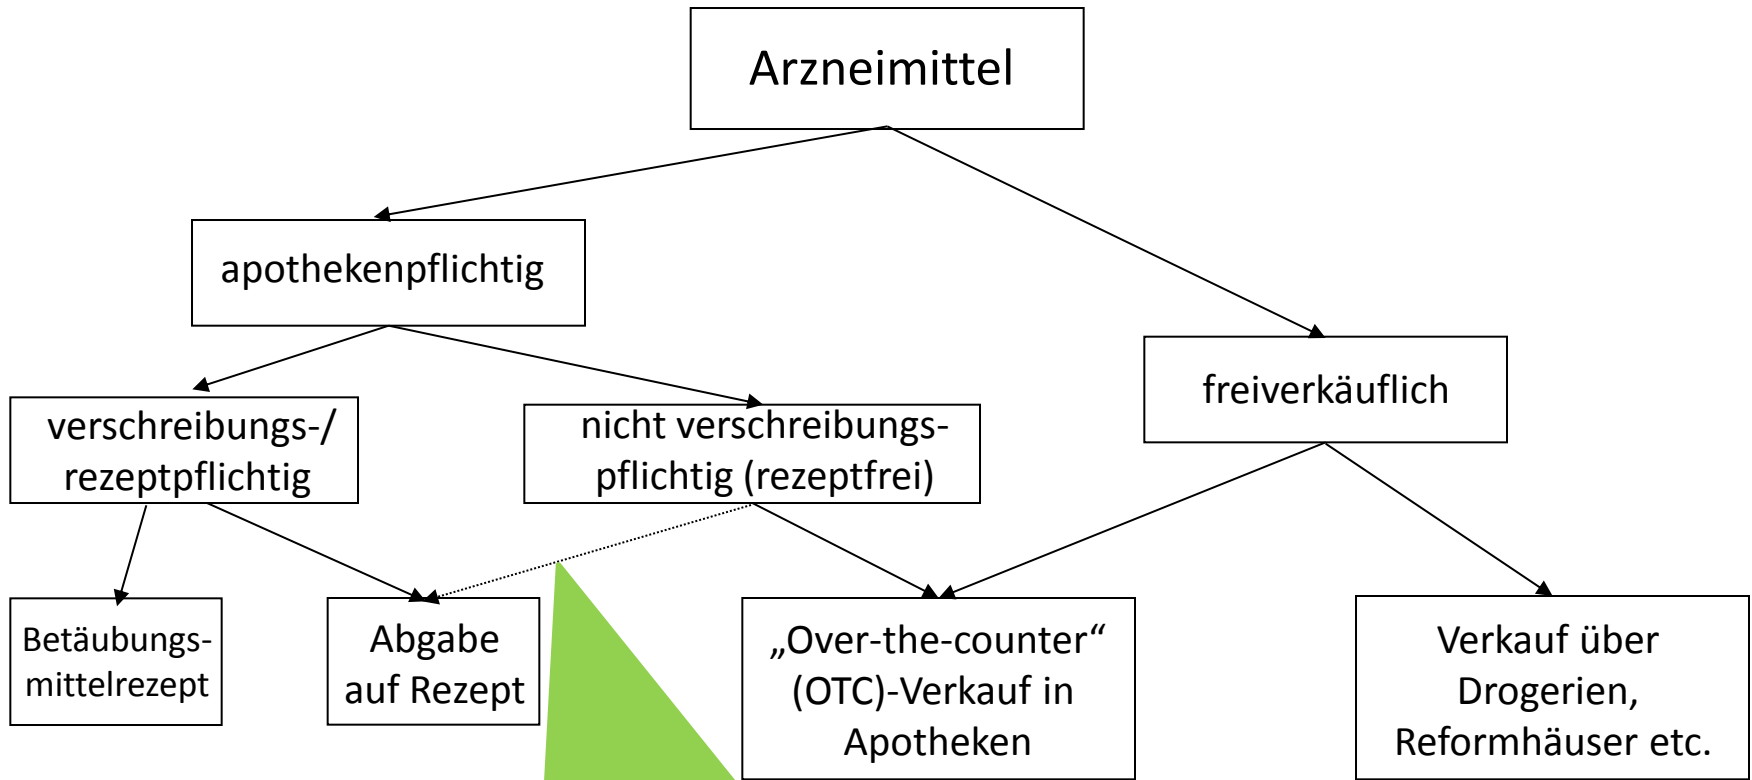 Arzneimittel
apothekenpflichtig
freiverkäuflich
verschreibungs-/
rezeptpflichtig
nicht verschreibungs-
pflichtig (rezeptfrei)
Betäubungs-
mittelrezept
Abgabe
auf Rezept
„Over-the-counter“
(OTC)-Verkauf in
Apotheken
Verkauf über
Drogerien,
Reformhäuser etc.